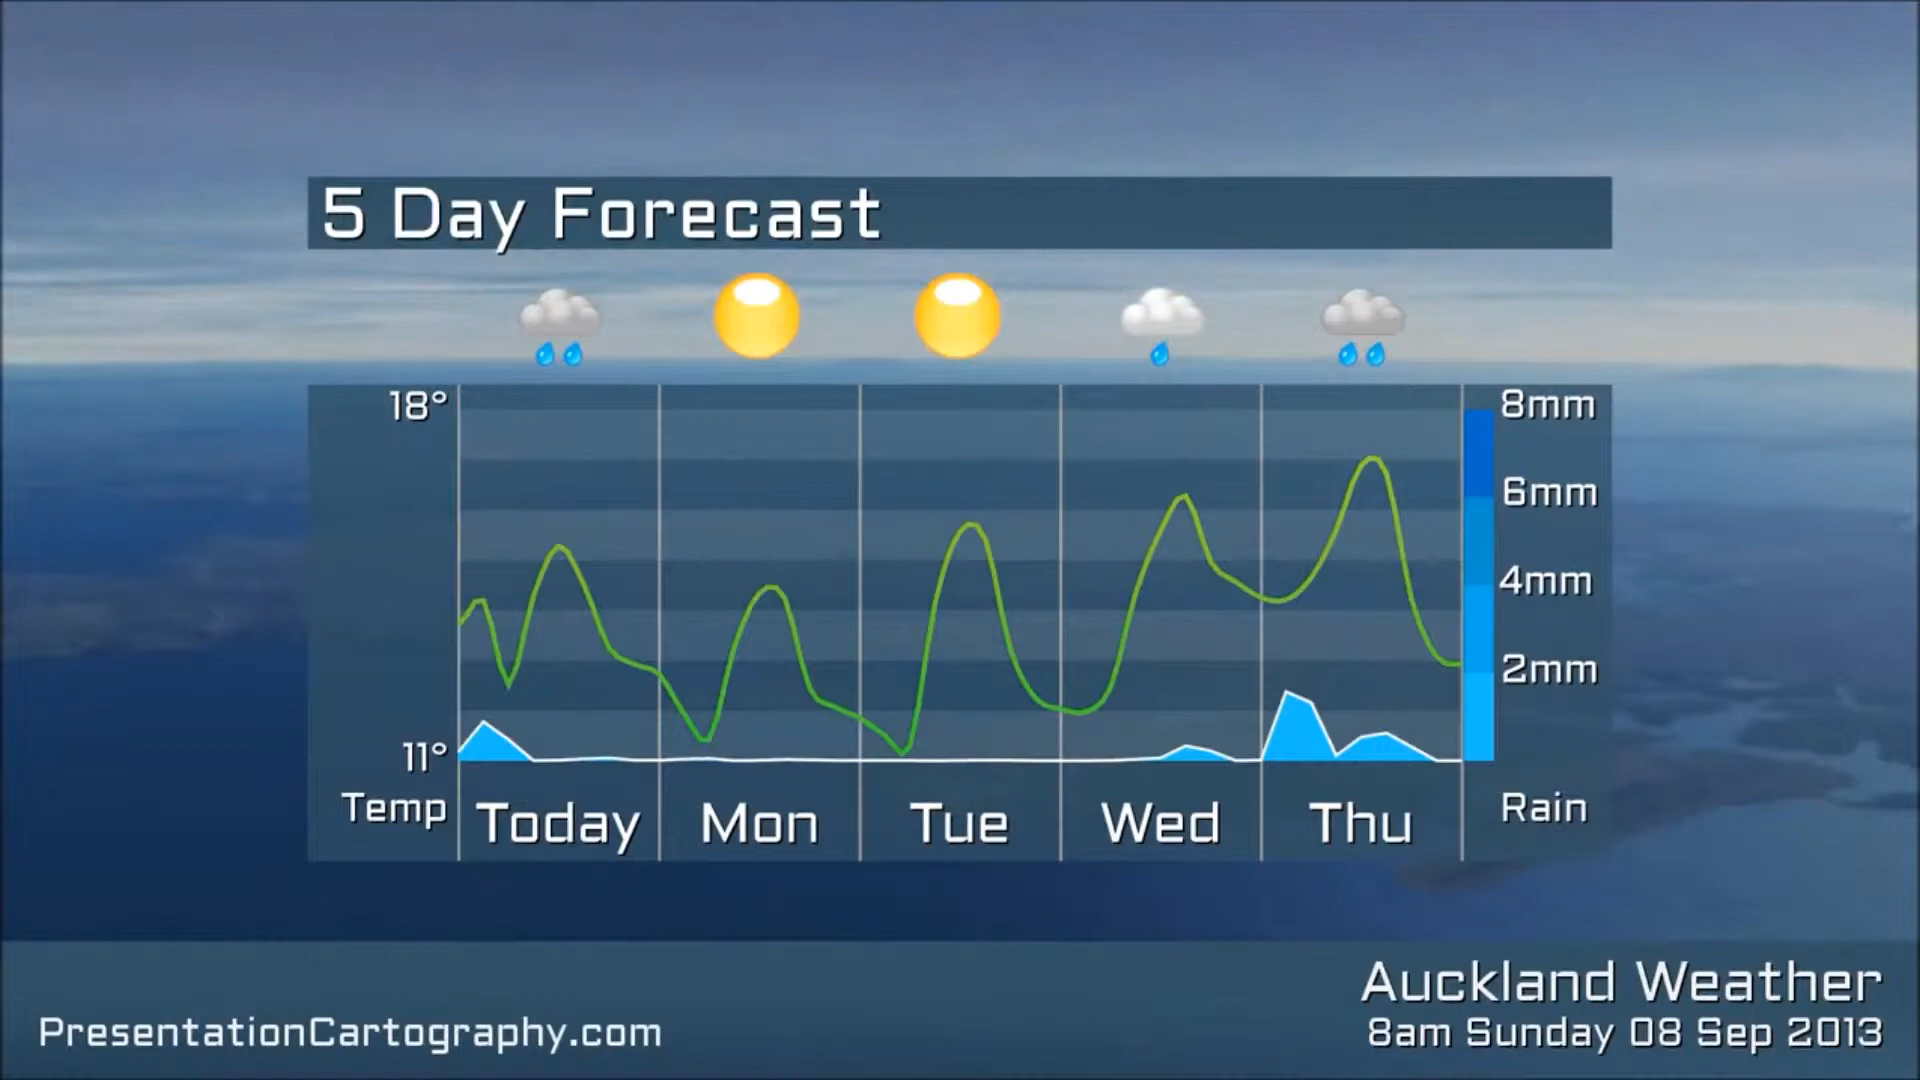 5 Day Forecast
18°
8mm
6mm
4mm
2mm
11°
Temp
Today
Mon
Tue
Wed
Thu
Rain
Auckland Weather
8am Sunday 08 Sep 2013
PresentationCartography.com